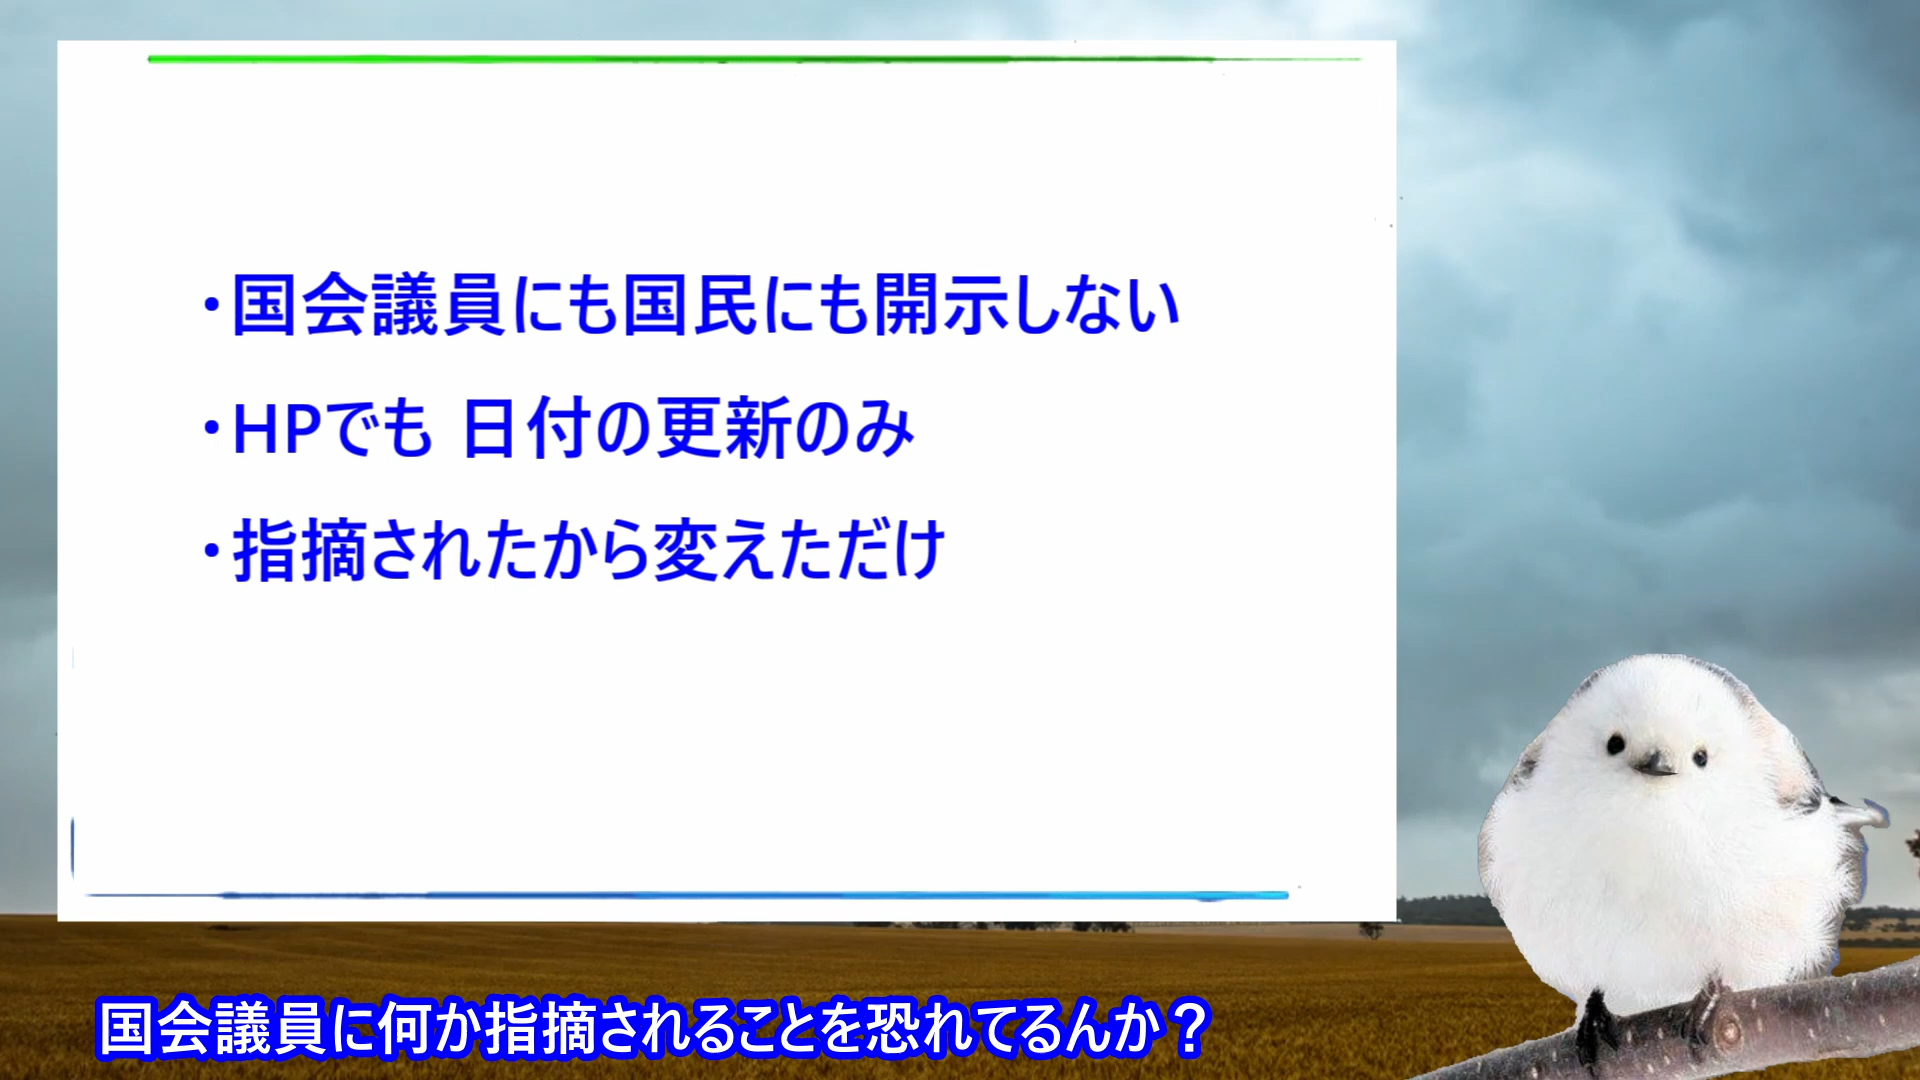 ・国会議員にも国民にも開示しない
・HPでも 日付の更新のみ
・指摘されたから変えただけ
国会議員に何か指摘されることを恐れてるんか？